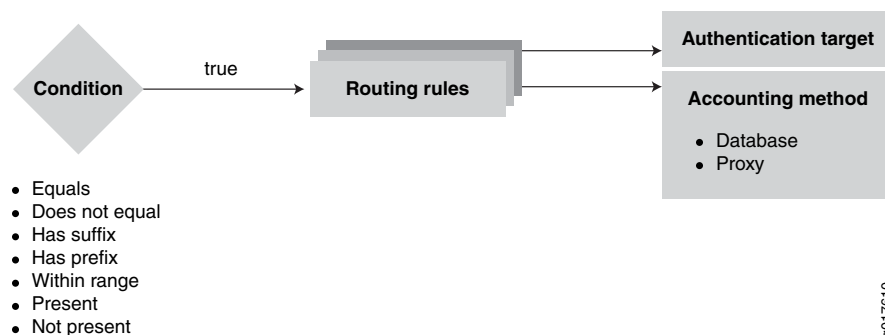 Condition
true
Routing rules
Authentication target
Accounting method
• Database
• Proxy
• Equals
• Does not equal
• Has suffix
• Has prefix
• Within range
• Present
• Not present